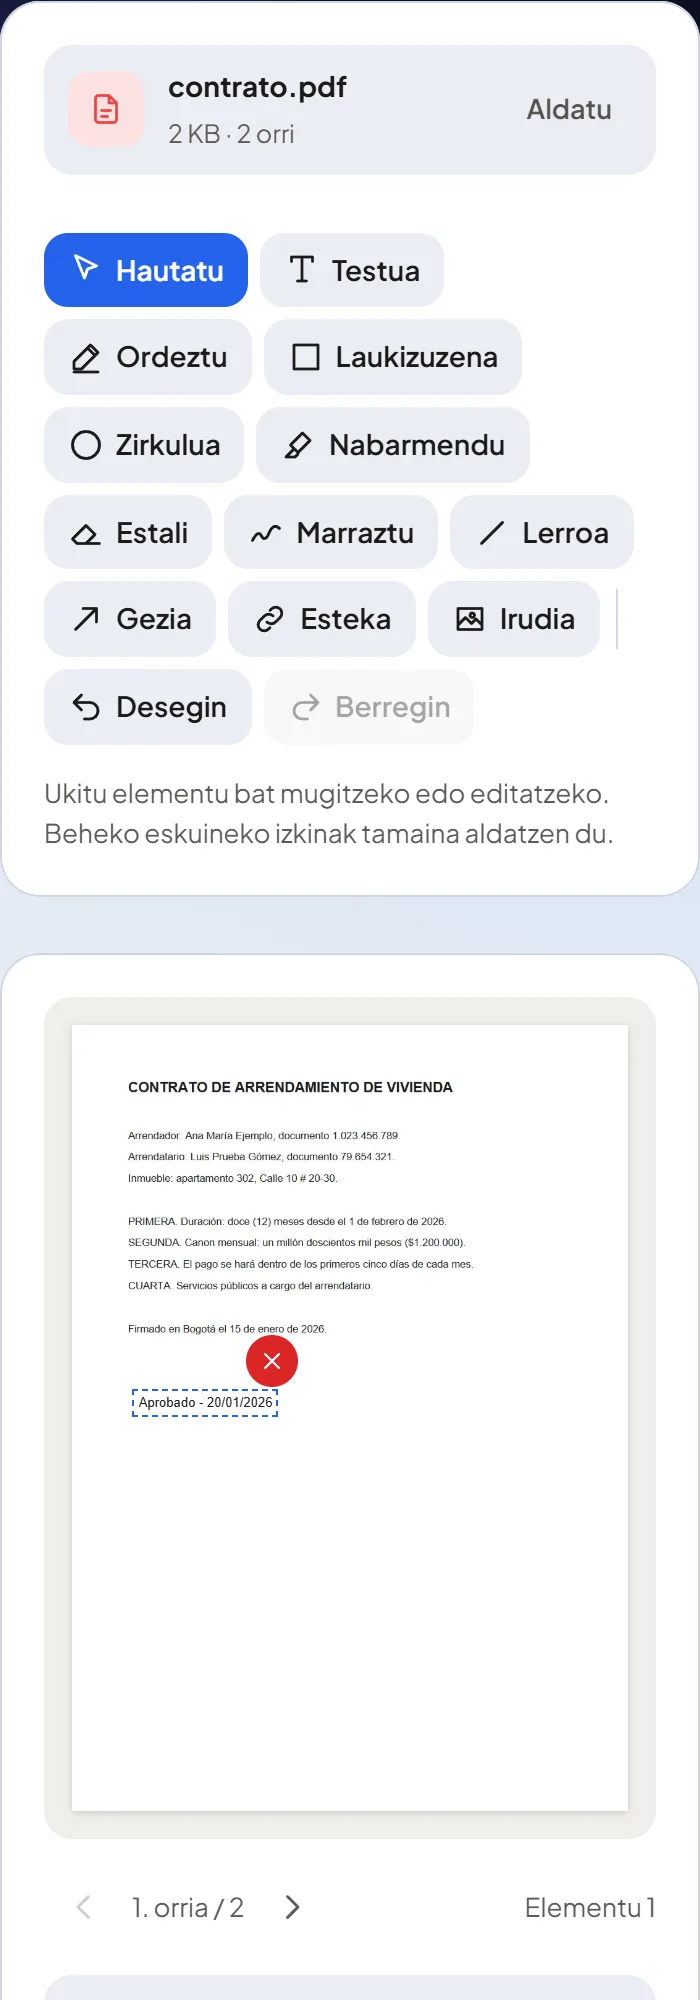 contrato.pdf
2 KB · 2 orri
Aldatu
Hautatu
Testua
Ordeztu
Laukizuzena
Zirkulua
Nabarmendu
Estali
Marraztu
Lerroa
Gezia
Esteka
Irudia
Desegin
Berregin
Ukitu elementu bat mugitzeko edo editatzeko.
Beheko eskuineko izkinak tamaina aldatzen du.
CONTRATO DE ARRENDAMIENTO DE VIVIENDA
Arrendador: Ana María Ejemplo, documento 1.023.456.789.
Arrendatario: Luis Prueba Gómez, documento 79.654.321.
Inmueble: apartamento 302, Calle 10 # 20-30.
PRIMERA. Duración: doce (12) meses desde el 1 de febrero de 2026.
SEGUNDA. Canon mensual: un millón doscientos mil pesos ($1.200.000).
TERCERA. El pago se hará dentro de los primeros cinco días de cada mes.
CUARTA. Servicios públicos a cargo del arrendatario.
Firmado en Bogotá el 15 de enero de 2026.
Aprobado - 20/01/2026
1. orria / 2
Elementu 1